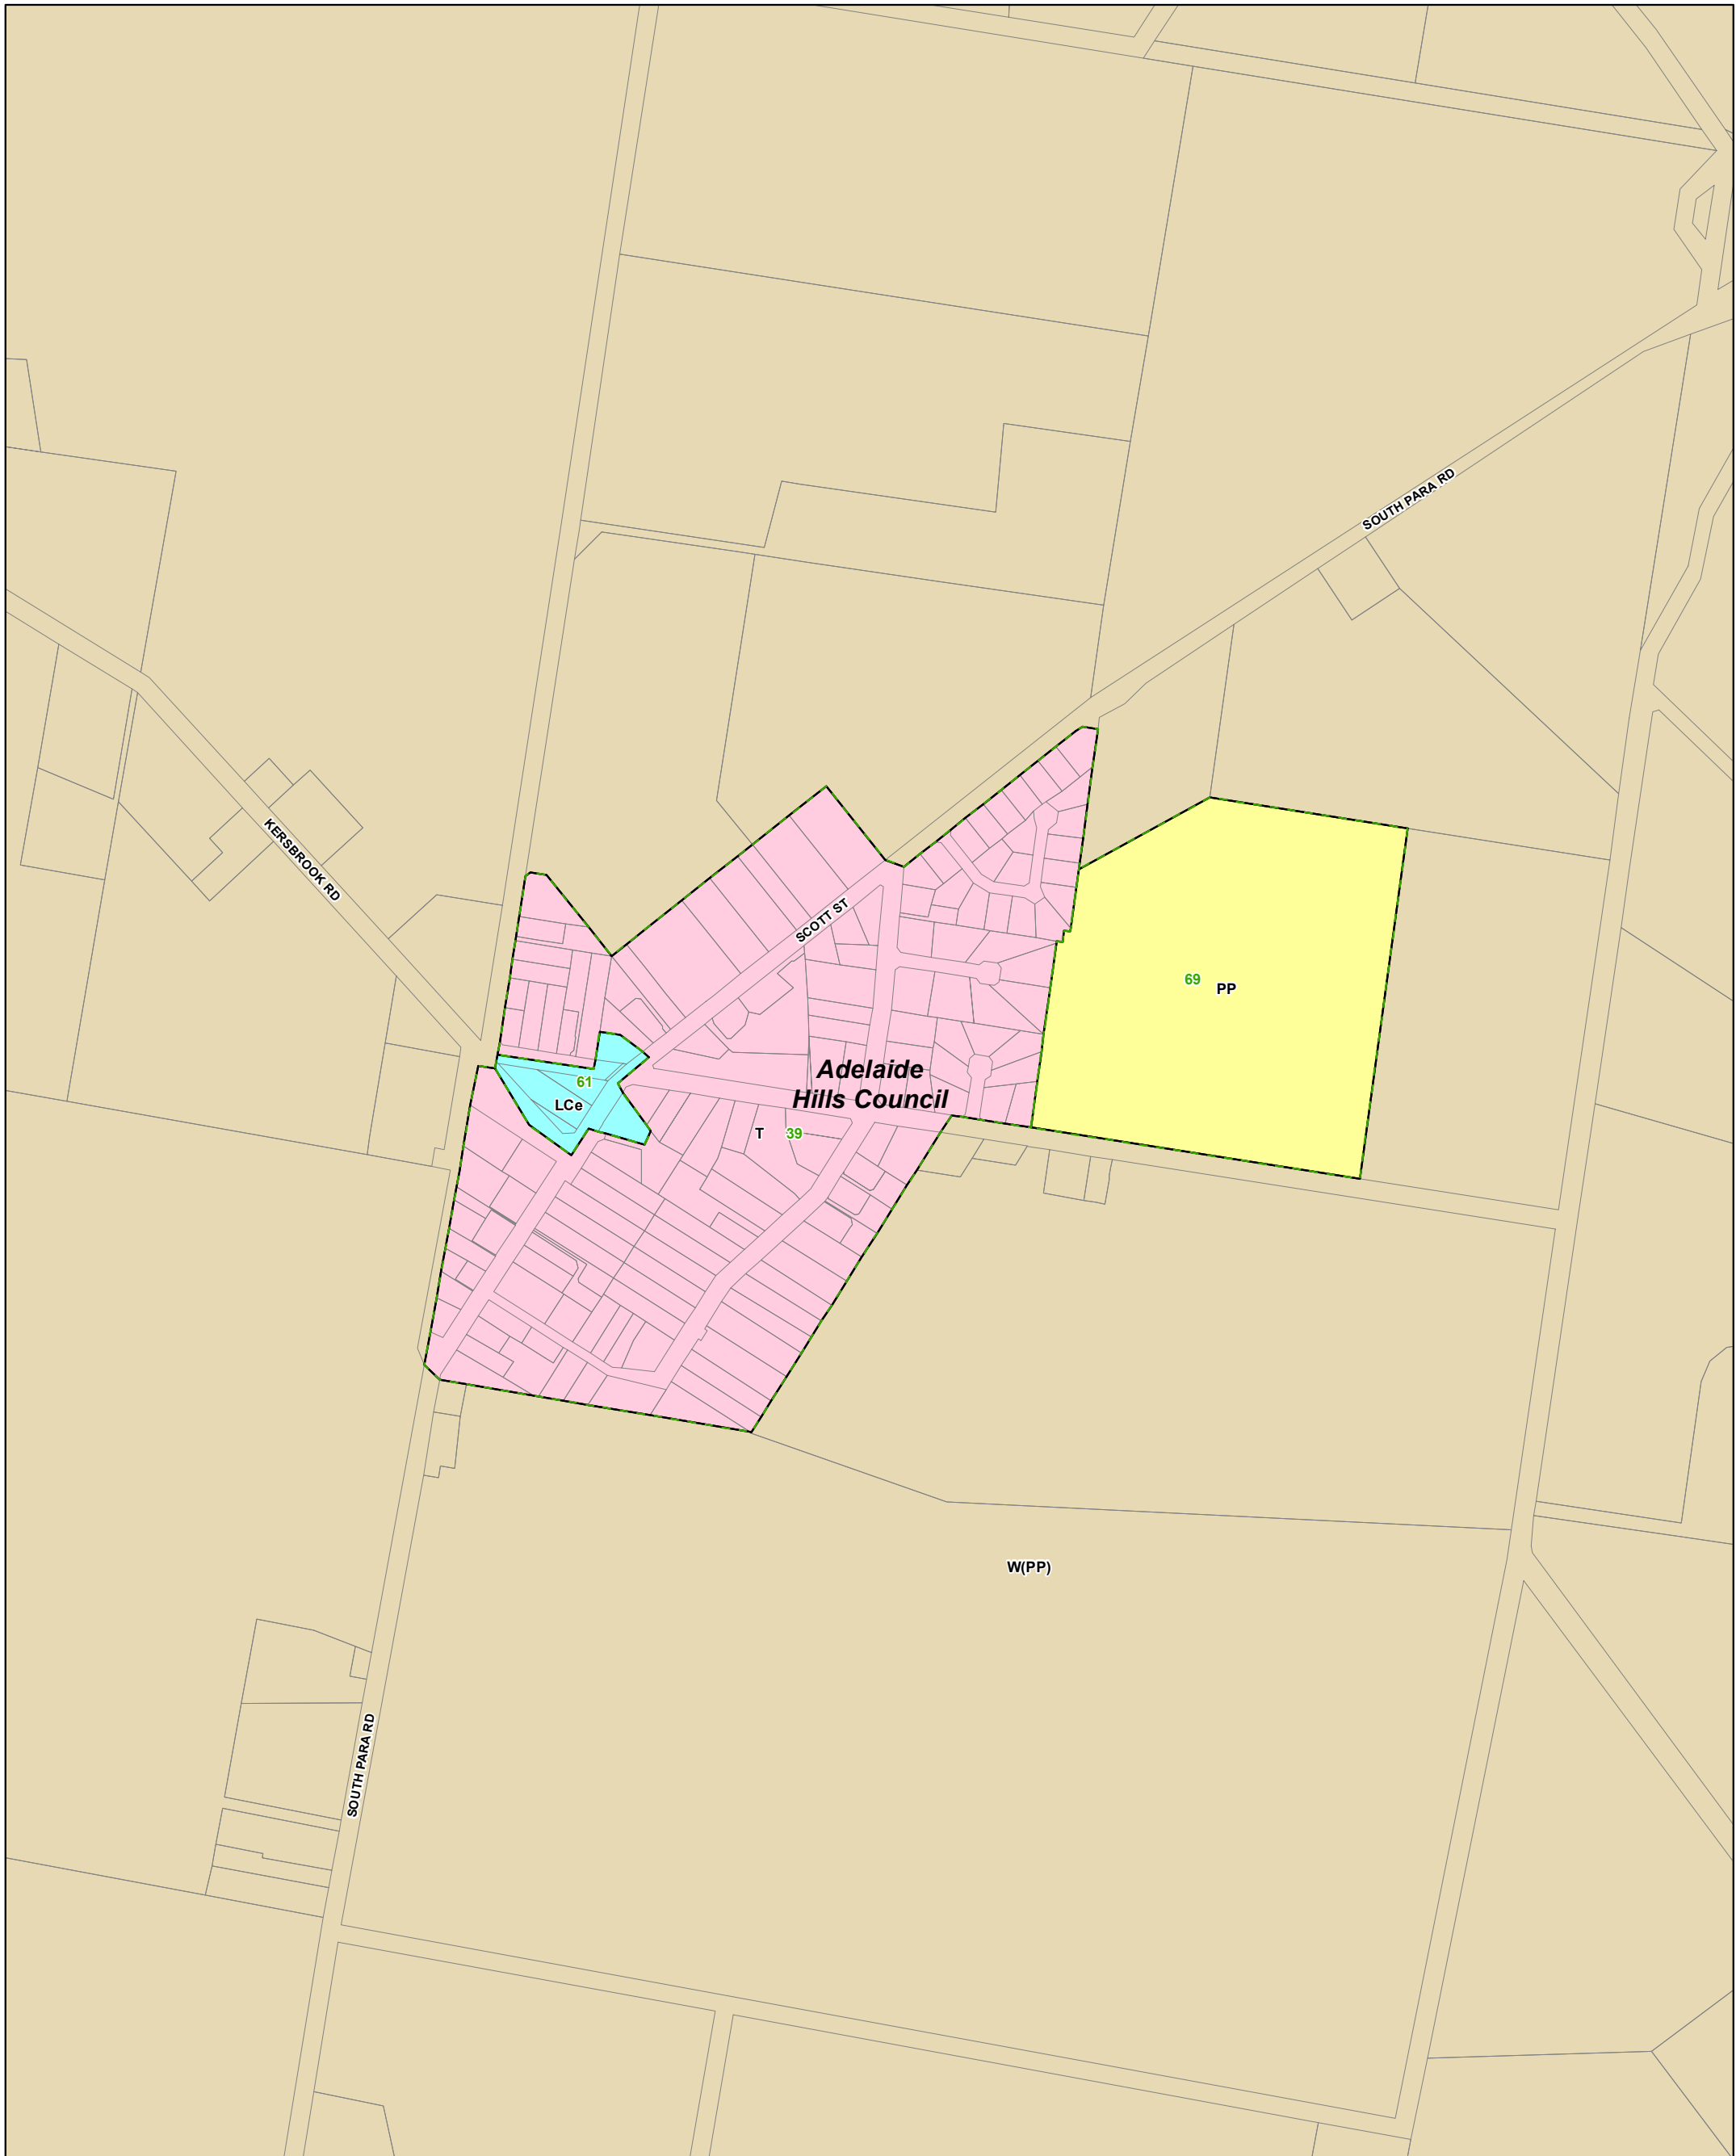 SOUTH PARA RD
KERSBROOK RD
SCOTT ST
69
PP
Adelaide
Hills Council
61
LCe
T 39
W(PP)
SOUTH PARA RD